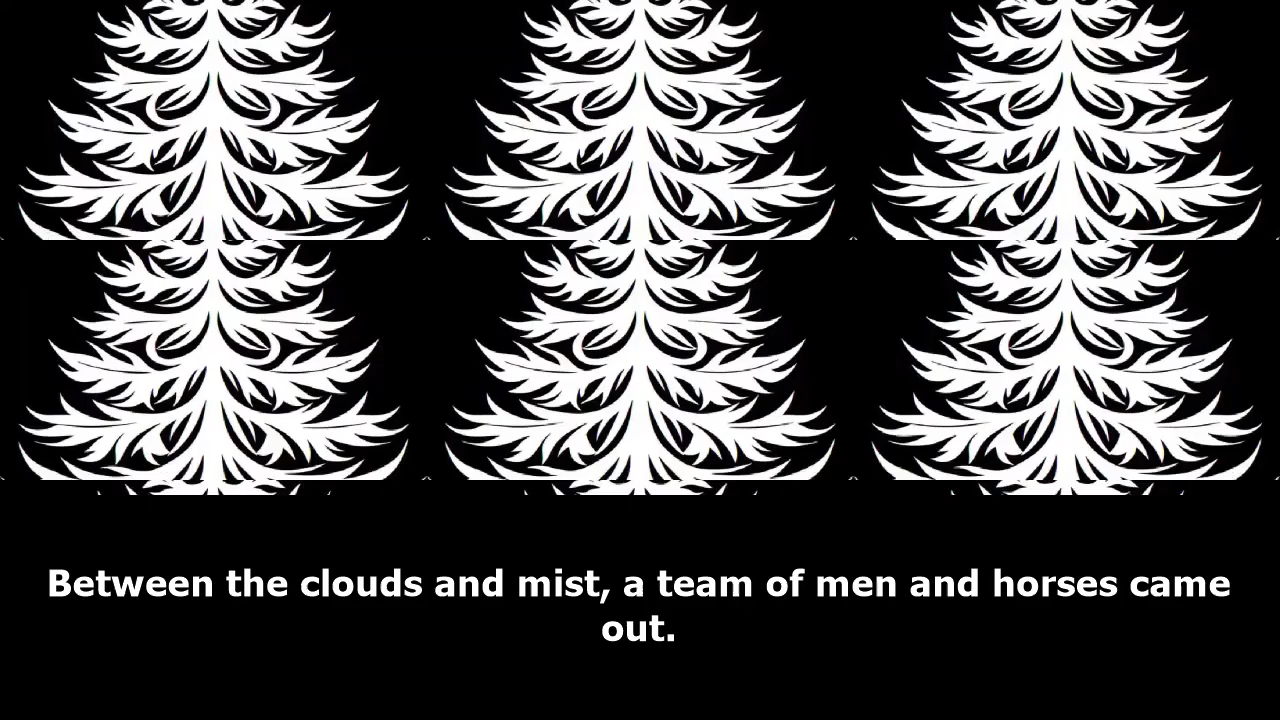 Between the clouds and mist, a team of men and horses came
out.